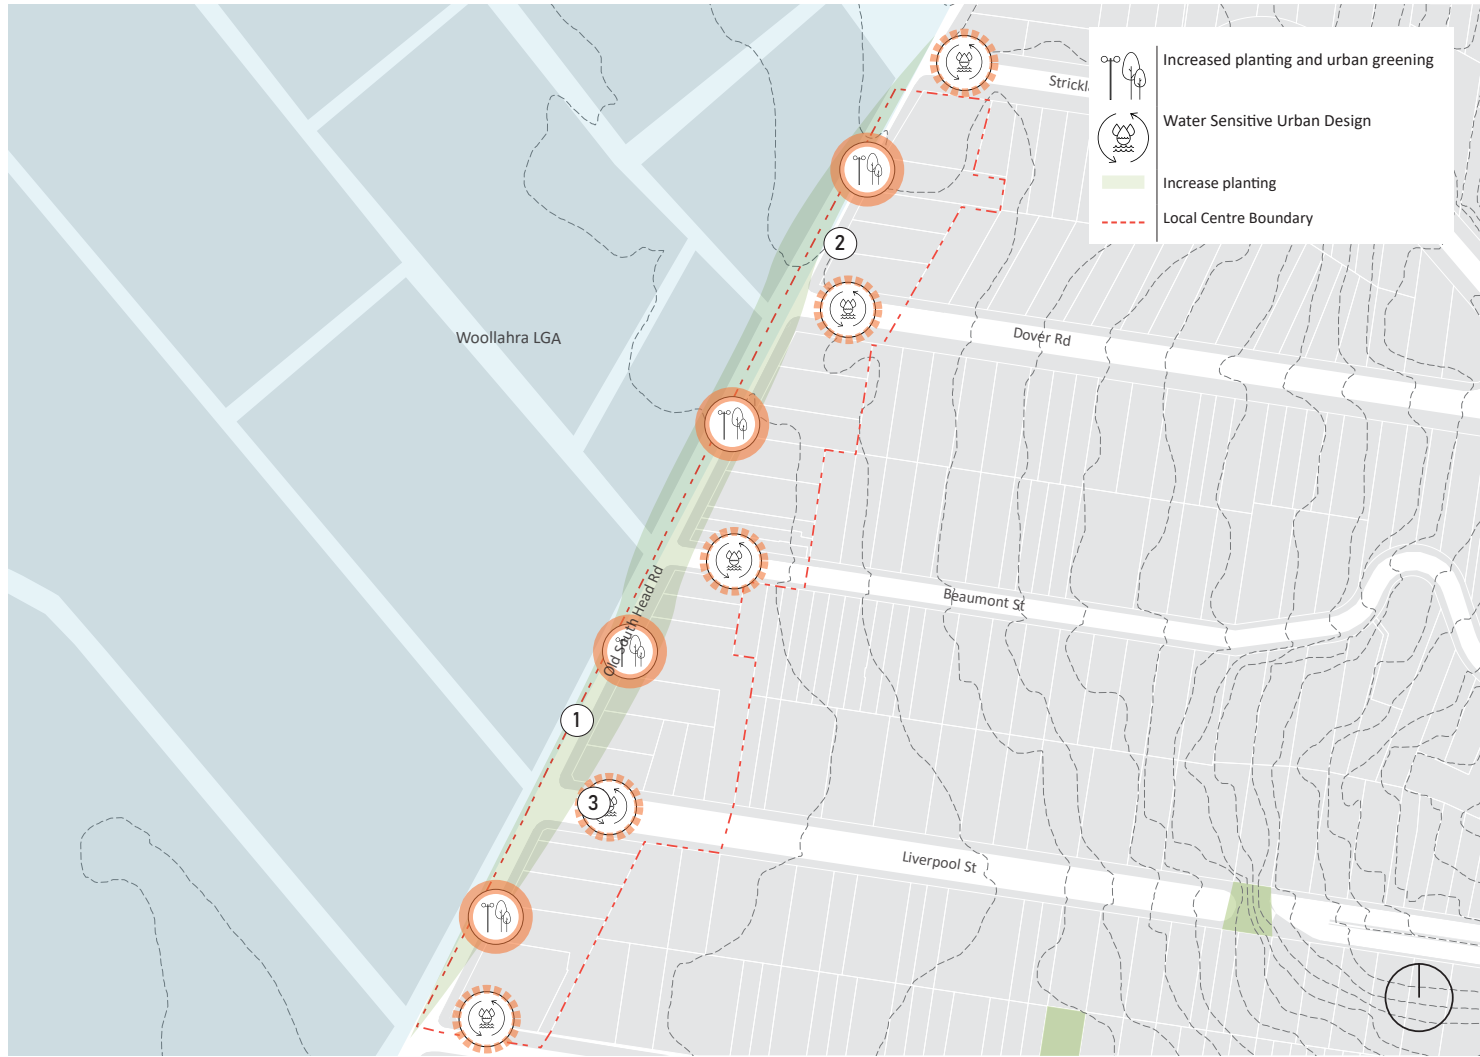 Increased planting and urban greening
Water Sensitive Urban Design
Increase planting
Local Centre Boundary
Strickl
2
Woollahra LGA
Dover Rd
Beaumont St
Old South Head Rd
1
3
Liverpool St